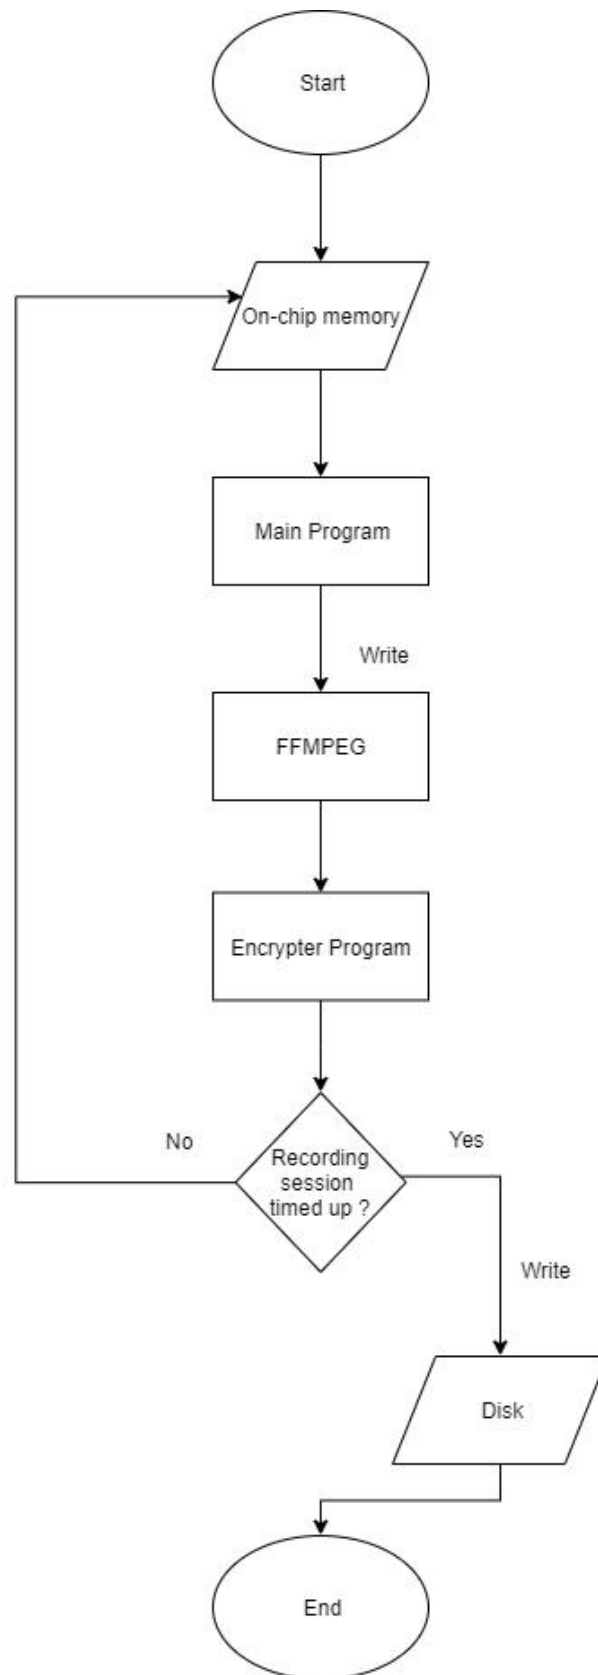 Start
On-chip memory
Main Program
Write
FFMPEG
Encrypter Program
No
Yes
Recording
session
timed up ?
Write
Disk
End